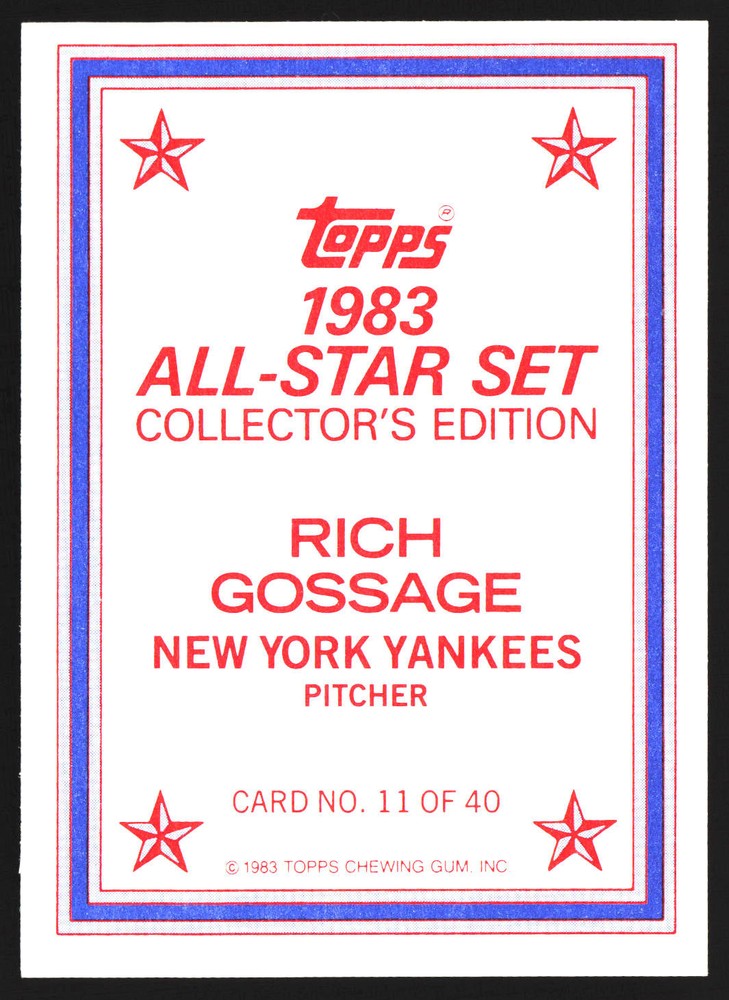 Topps ®
1983
ALL-STAR SET
COLLECTOR'S EDITION
RICH
GOSSAGE
NEW YORK YANKEES
PITCHER
CARD NO. 11 OF 40
© 1983 TOPPS CHEWING GUM, INC